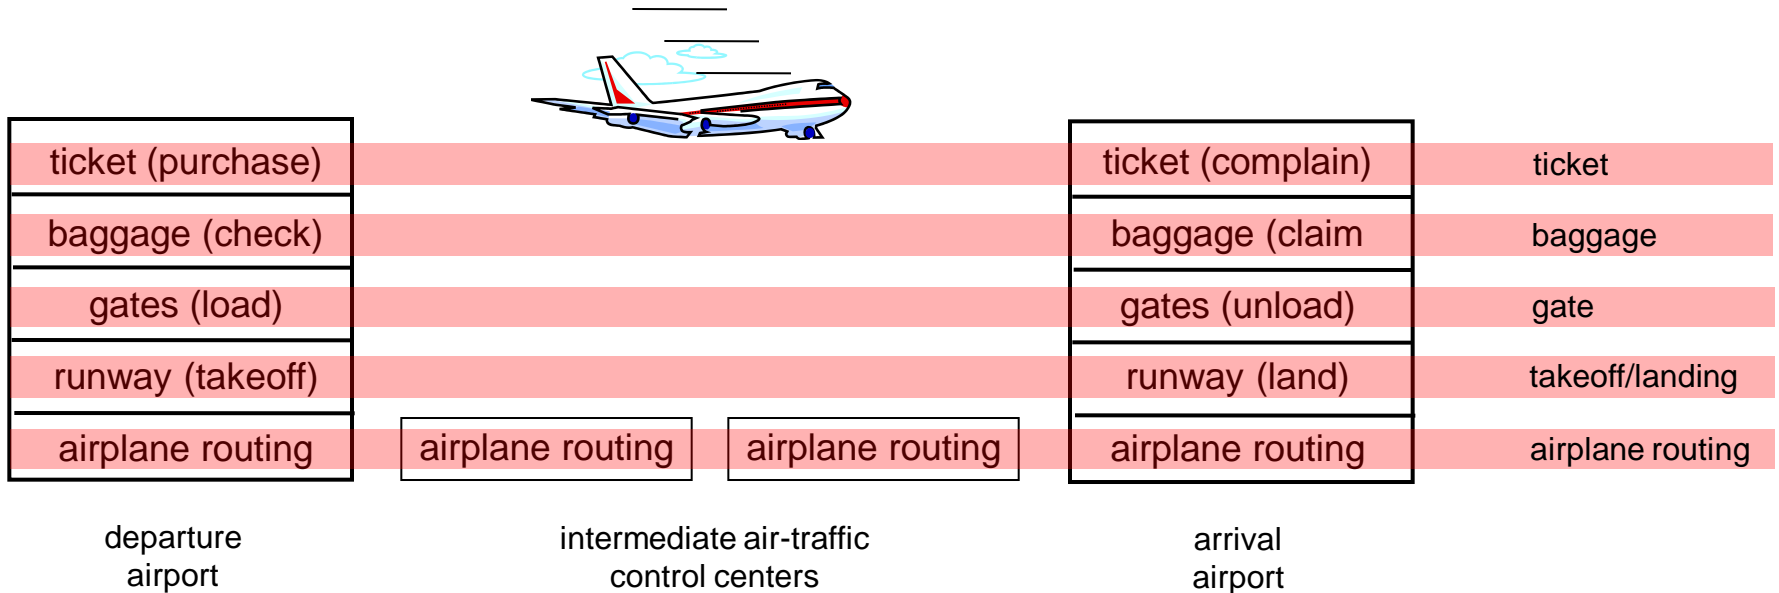 ticket (purchase) ticket (complain) ticket
baggage (check) baggage (claim baggage
gates (load) gates (unload) gate
runway (takeoff) runway (land) takeoff/landing
airplane routing airplane routing airplane routing airplane routing airplane routing
departure
airport
intermediate air-traffic
control centers
arrival
airport